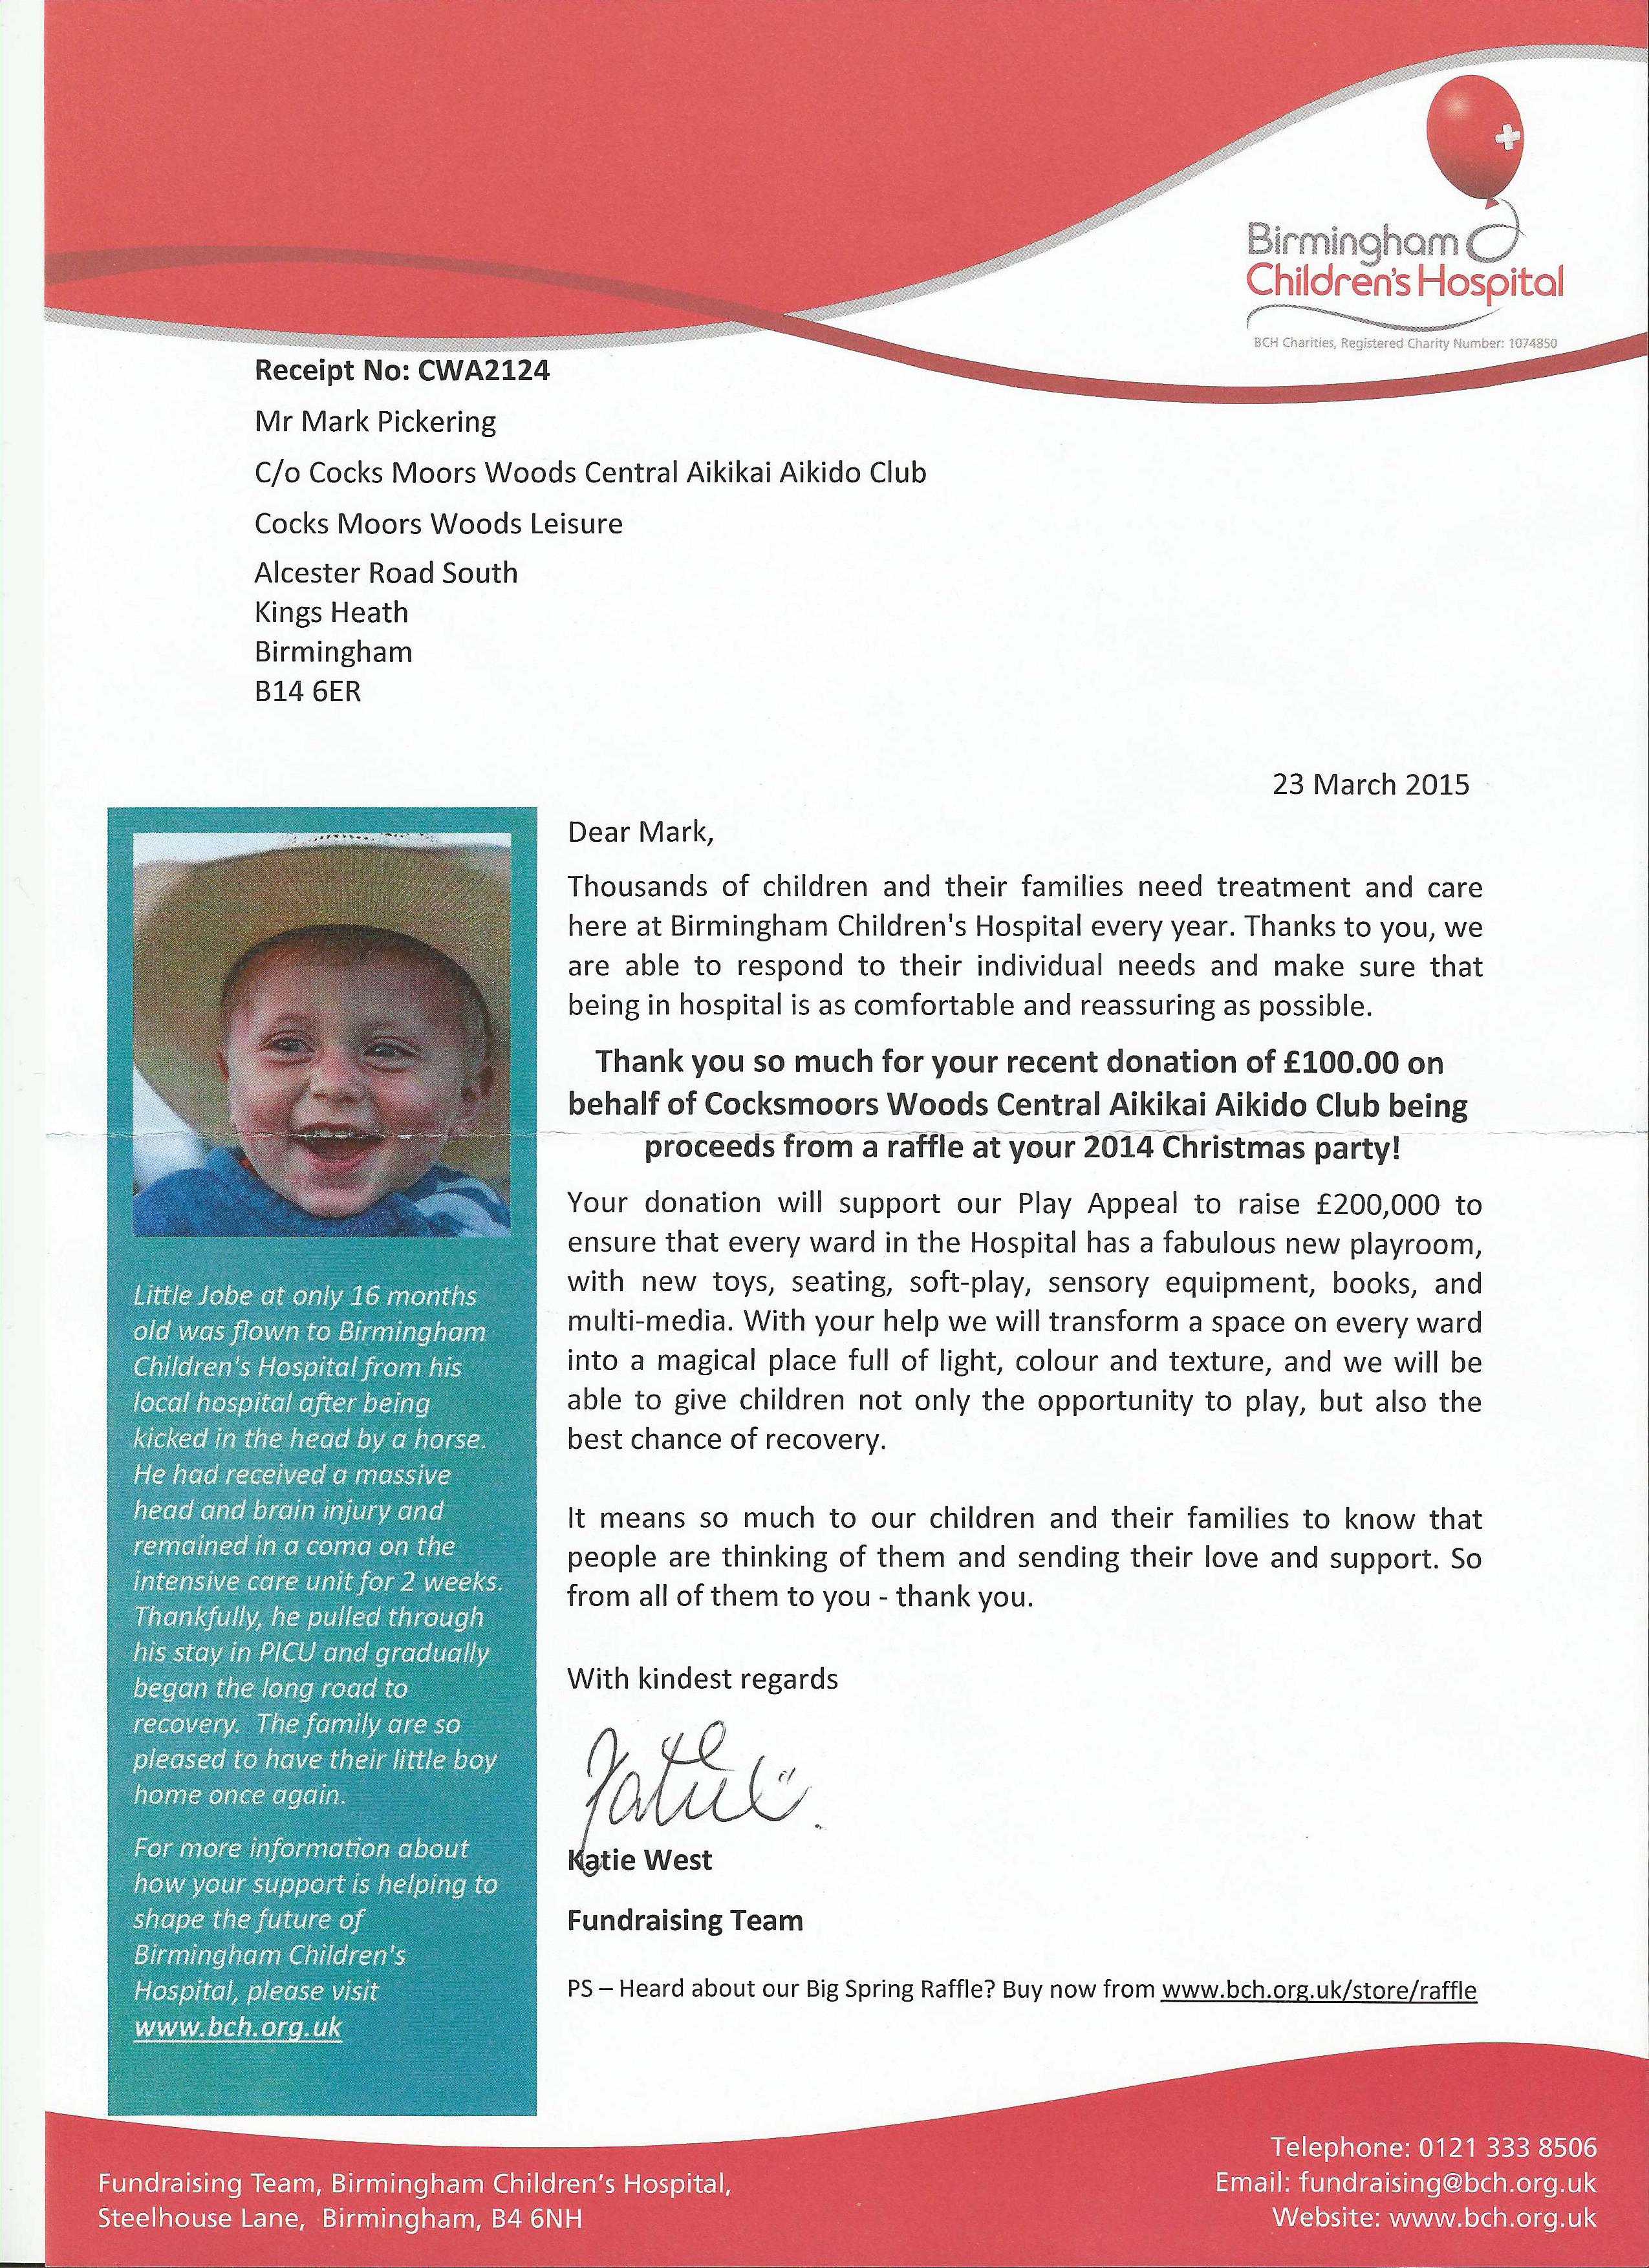 Birmingham
Children's Hospital
BCH Charities, Registered Charity Number: 1074850
Receipt No: CWA2124
Mr Mark Pickering
C/o Cocks Moors Woods Central Aikikai Aikido Club
Cocks Moors Woods Leisure
Alcester Road South
Kings Heath
Birmingham
B14 6ER
23 March 2015
Dear Mark,
Thousands of children and their families need treatment and care
here at Birmingham Children's Hospital every year. Thanks to you, we
are able to respond to their individual needs and make sure that
being in hospital is as comfortable and reassuring as possible.
Thank you so much for your recent donation of £100.00 on
behalf of Cocksmoors Woods Central Aikikai Aikido Club being
proceeds from a raffle at your 2014 Christmas party!
Your donation will support our Play Appeal to raise £200,000 to
ensure that every ward in the Hospital has a fabulous new playroom,
with new toys, seating, soft-play, sensory equipment, books, and
multi-media. With your help we will transform a space on every ward
into a magical place full of light, colour and texture, and we will be
able to give children not only the opportunity to play, but also the
best chance of recovery.
It means so much to our children and their families to know that
people are thinking of them and sending their love and support. So
from all of them to you - thank you.
With kindest regards
Katie
Katie West
Fundraising Team
PS – Heard about our Big Spring Raffle? Buy now from www.bch.org.uk/store/raffle
Little Jobe at only 16 months
old was flown to Birmingham
Children's Hospital from his
local hospital after being
kicked in the head by a horse.
He had received a massive
head and brain injury and
remained in a coma on the
intensive care unit for 2 weeks.
Thankfully, he pulled through
his stay in PICU and gradually
began the long road to
recovery. The family are so
pleased to have their little boy
home once again.
For more information about
how your support is helping to
shape the future of
Birmingham Children's
Hospital, please visit
www.bch.org.uk
Fundraising Team, Birmingham Children's Hospital,
Steelhouse Lane, Birmingham, B4 6NH
Telephone: 0121 333 8506
Email: fundraising@bch.org.uk
Website: www.bch.org.uk